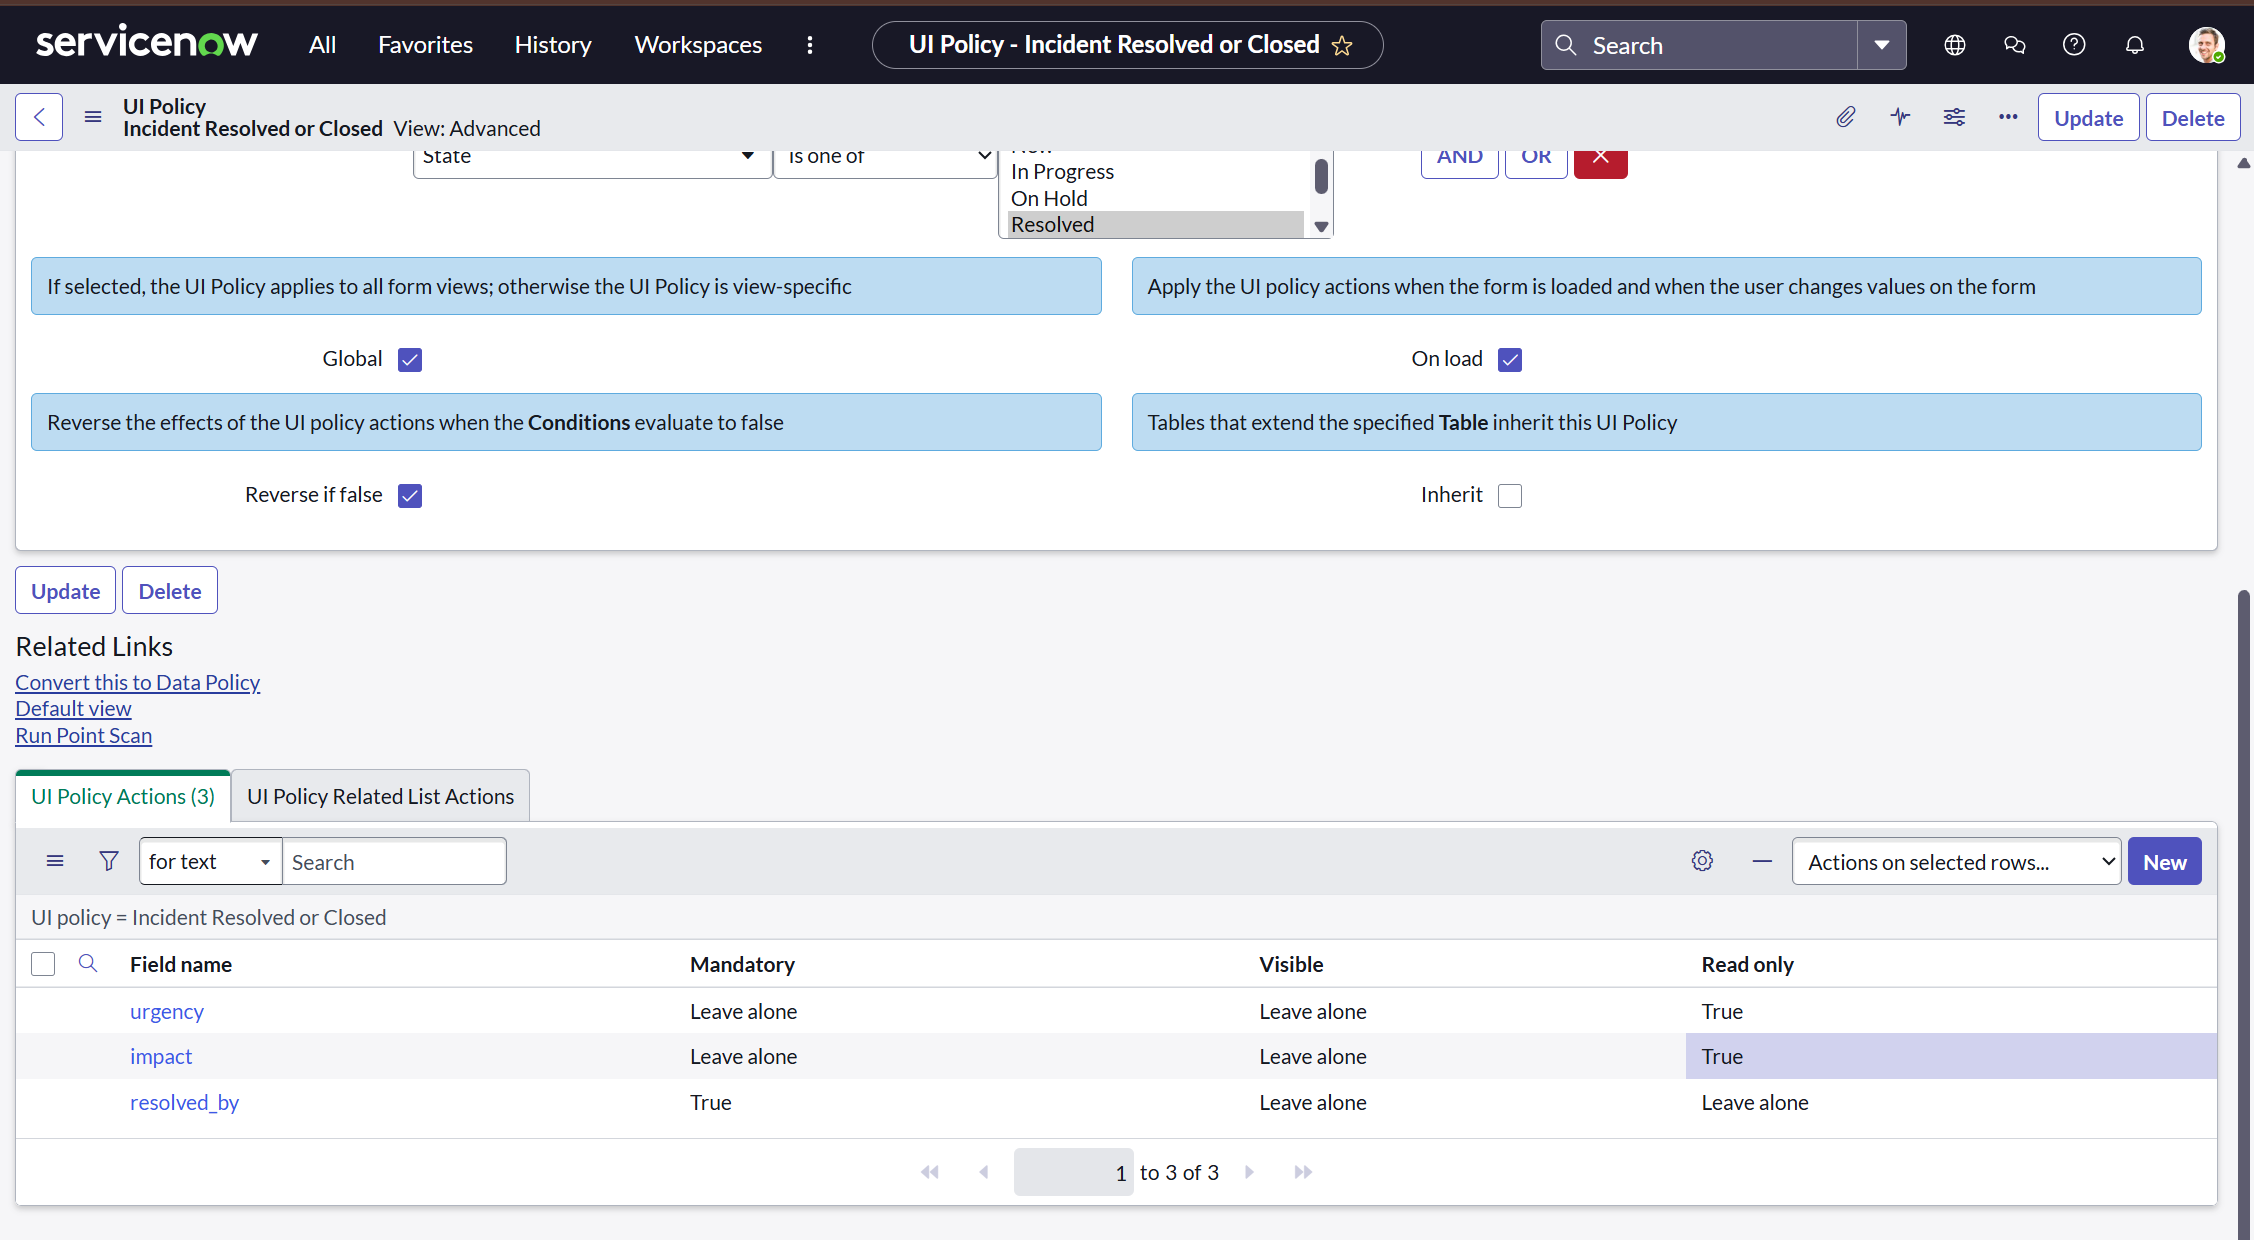 servicenow All Favorites History Workspaces UI Policy - Incident Resolved or Closed Search
UI Policy
Incident Resolved or Closed View: Advanced
Update Delete
State is one of AND OR
In Progress
On Hold
Resolved
If selected, the UI Policy applies to all form views; otherwise the UI Policy is view-specific
Apply the UI policy actions when the form is loaded and when the user changes values on the form
Global On load
Reverse the effects of the UI policy actions when the Conditions evaluate to false
Tables that extend the specified Table inherit this UI Policy
Reverse if false Inherit
Update Delete
Related Links
Convert this to Data Policy
Default view
Run Point Scan
UI Policy Actions (3) UI Policy Related List Actions
for text Search Actions on selected rows... New
UI policy = Incident Resolved or Closed
Field name Mandatory Visible Read only
urgency Leave alone Leave alone True
impact Leave alone Leave alone True
resolved_by True Leave alone Leave alone
1 to 3 of 3